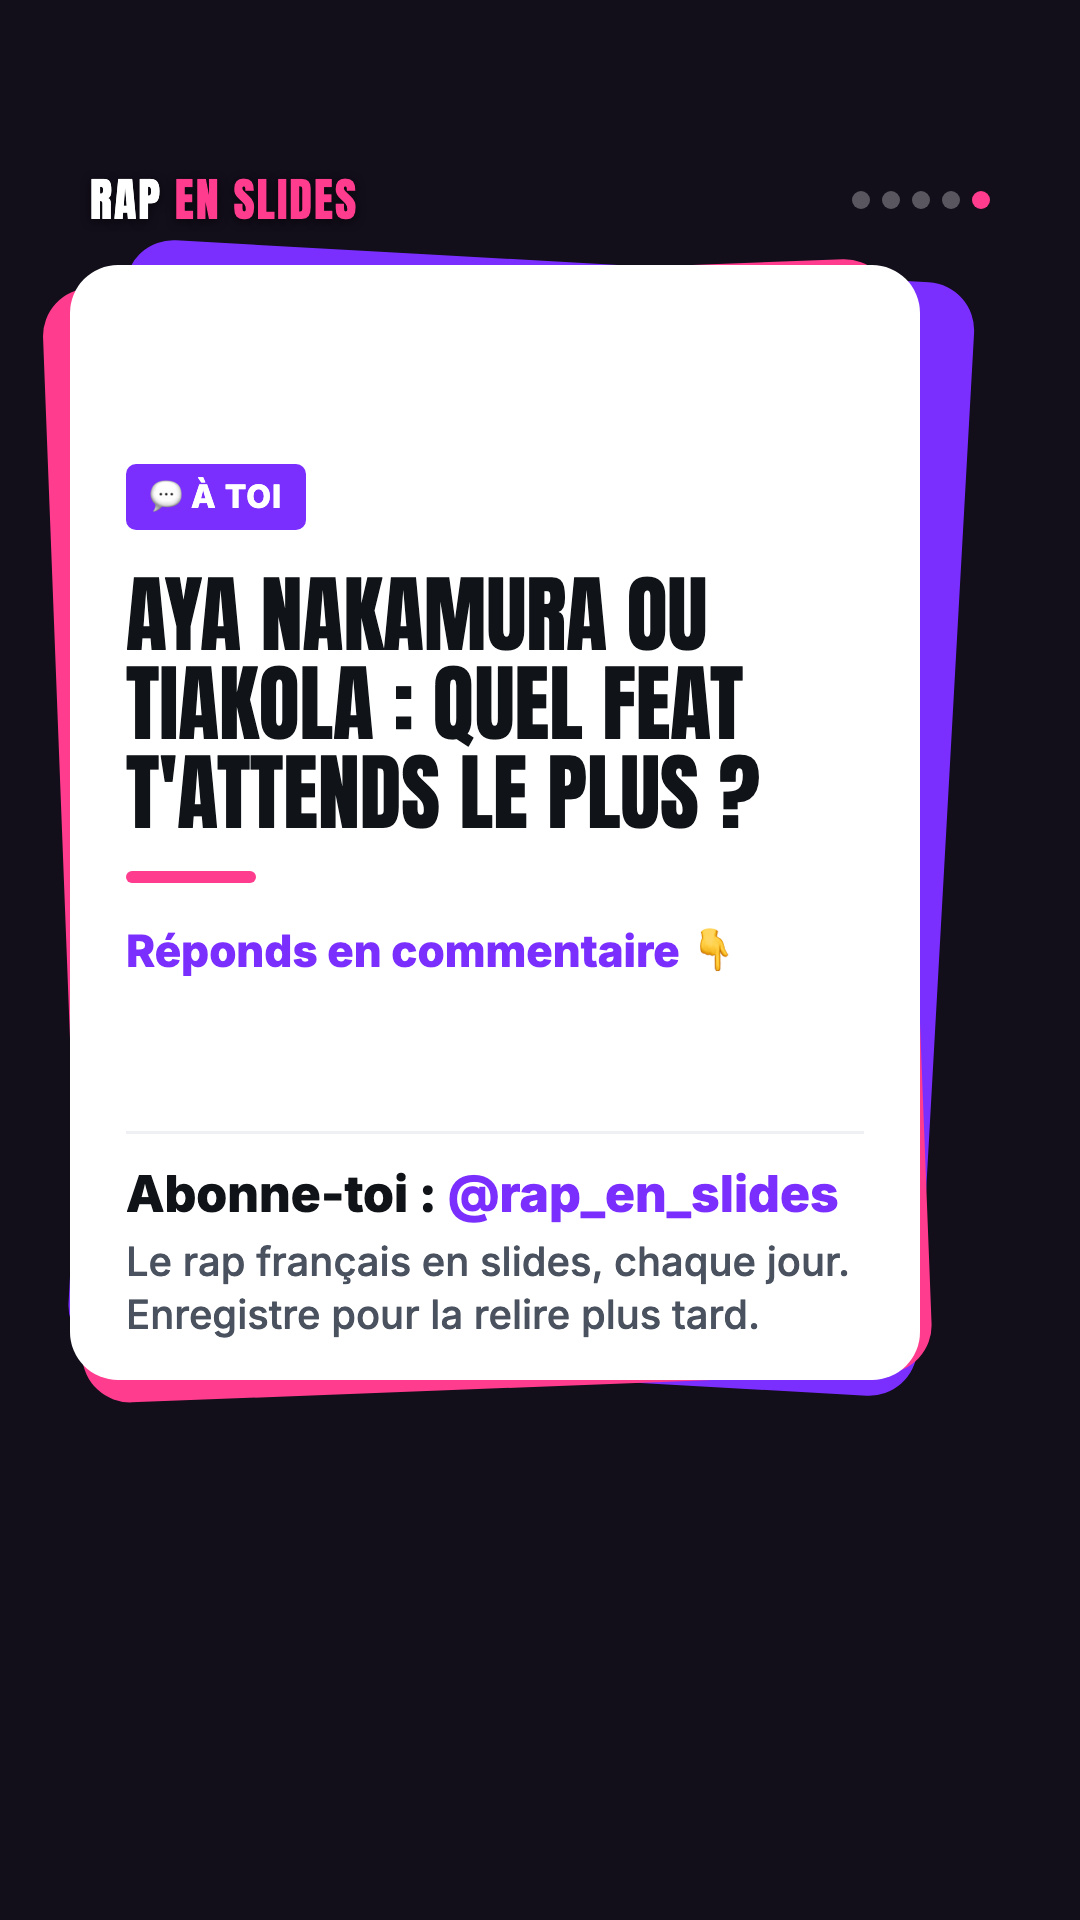 RAP EN SLIDES
💬 À TOI
AYA NAKAMURA OU
TIAKOLA : QUEL FEAT
T'ATTENDS LE PLUS ?
Réponds en commentaire 👇
Abonne-toi : @rap_en_slides
Le rap français en slides, chaque jour.
Enregistre pour la relire plus tard.